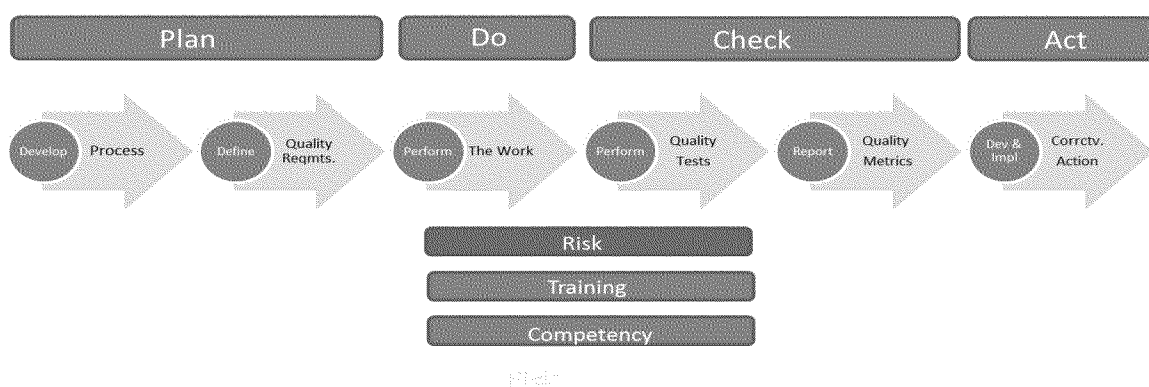 Plan
Do
Check
Act
Develop
Process
Define
Quality
Reqmts.
Perform
The Work
Perform
Quality
Tests
Report
Quality
Metrics
Dev &
Impl
Corrctv.
Action
Risk
Training
Competency